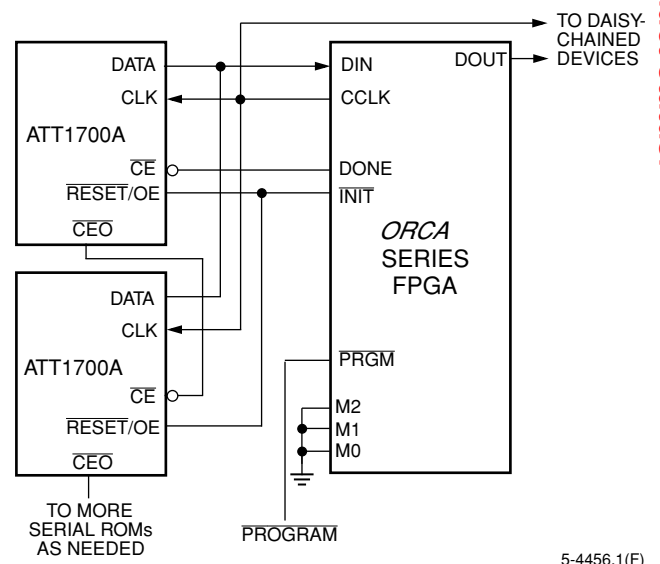 TO DAISY-
CHAINED
DEVICES
DATA
CLK
ATT1700A
CE
RESET/OE
CEO
DIN
DOUT
CCLK
DONE
INIT
ORCA
SERIES
FPGA
PRGM
M2
M1
M0
DATA
CLK
ATT1700A
CE
RESET/OE
CEO
TO MORE
SERIAL ROMs
AS NEEDED
PROGRAM
5-4456.1(F)